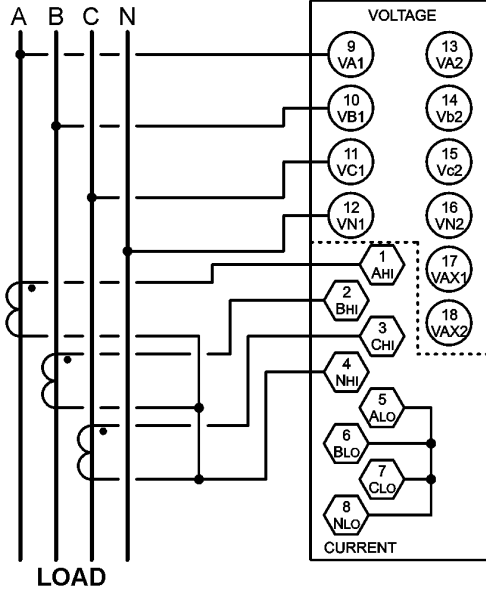 A B C N
VOLTAGE
9
VA1
13
VA2
10
VB1
14
Vb2
11
VC1
15
Vc2
12
VN1
16
VN2
1
AHI
17
VAX1
2
BHI
3
CHI
18
VAX2
4
NHI
5
ALO
6
BLO
7
CLO
8
NLO
CURRENT
LOAD